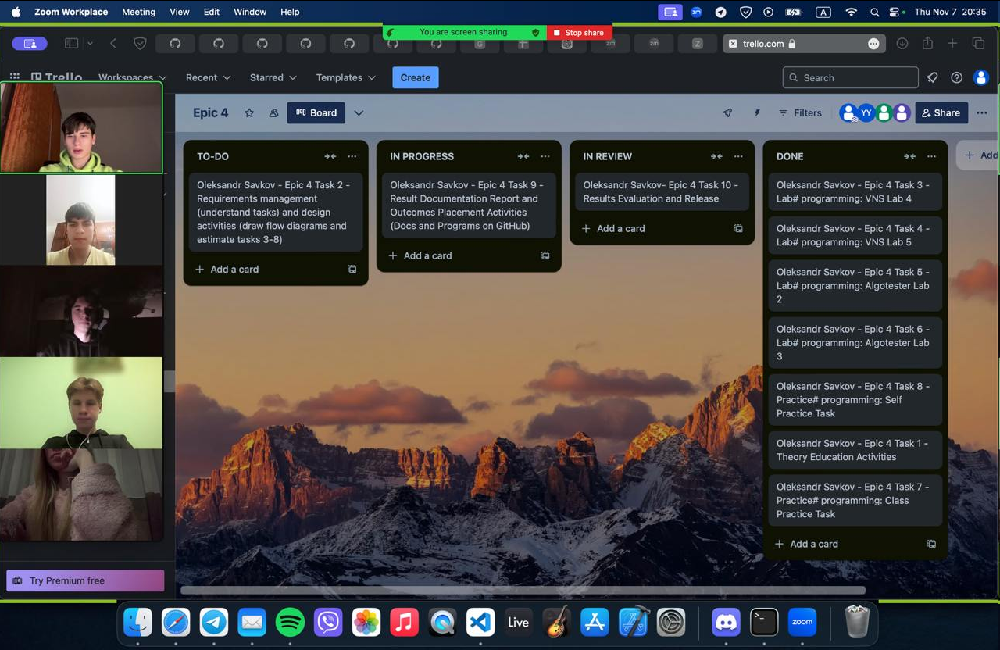 Zoom Workplace Meeting View Edit Window Help
zm
A
Thu Nov 7 20:35
You are screen sharing
Stop share
G
zm
zm
Z
trello.com
Trello
Workspaces
Recent
Starred
Templates
Create
Search
Epic 4
Board
Filters
YY
Share
TO-DO
Oleksandr Savkov - Epic 4 Task 2 -
Requirements management
(understand tasks) and design
activities (draw flow diagrams and
estimate tasks 3-8)
Add a card
IN PROGRESS
Oleksandr Savkov - Epic 4 Task 9 -
Result Documentation Report and
Outcomes Placement Activities
(Docs and Programs on GitHub)
Add a card
IN REVIEW
Oleksandr Savkov- Epic 4 Task 10 -
Results Evaluation and Release
Add a card
DONE
Oleksandr Savkov - Epic 4 Task 3 -
Lab# programming: VNS Lab 4
Oleksandr Savkov - Epic 4 Task 4 -
Lab# programming: VNS Lab 5
Oleksandr Savkov - Epic 4 Task 5 -
Lab# programming: Algotester Lab
2
Oleksandr Savkov - Epic 4 Task 6 -
Lab# programming: Algotester Lab
3
Oleksandr Savkov - Epic 4 Task 8 -
Practice# programming: Self
Practice Task
Oleksandr Savkov - Epic 4 Task 1 -
Theory Education Activities
Oleksandr Savkov - Epic 4 Task 7 -
Practice# programming: Class
Practice Task
Add a card
Add
Try Premium free
Live
zoom